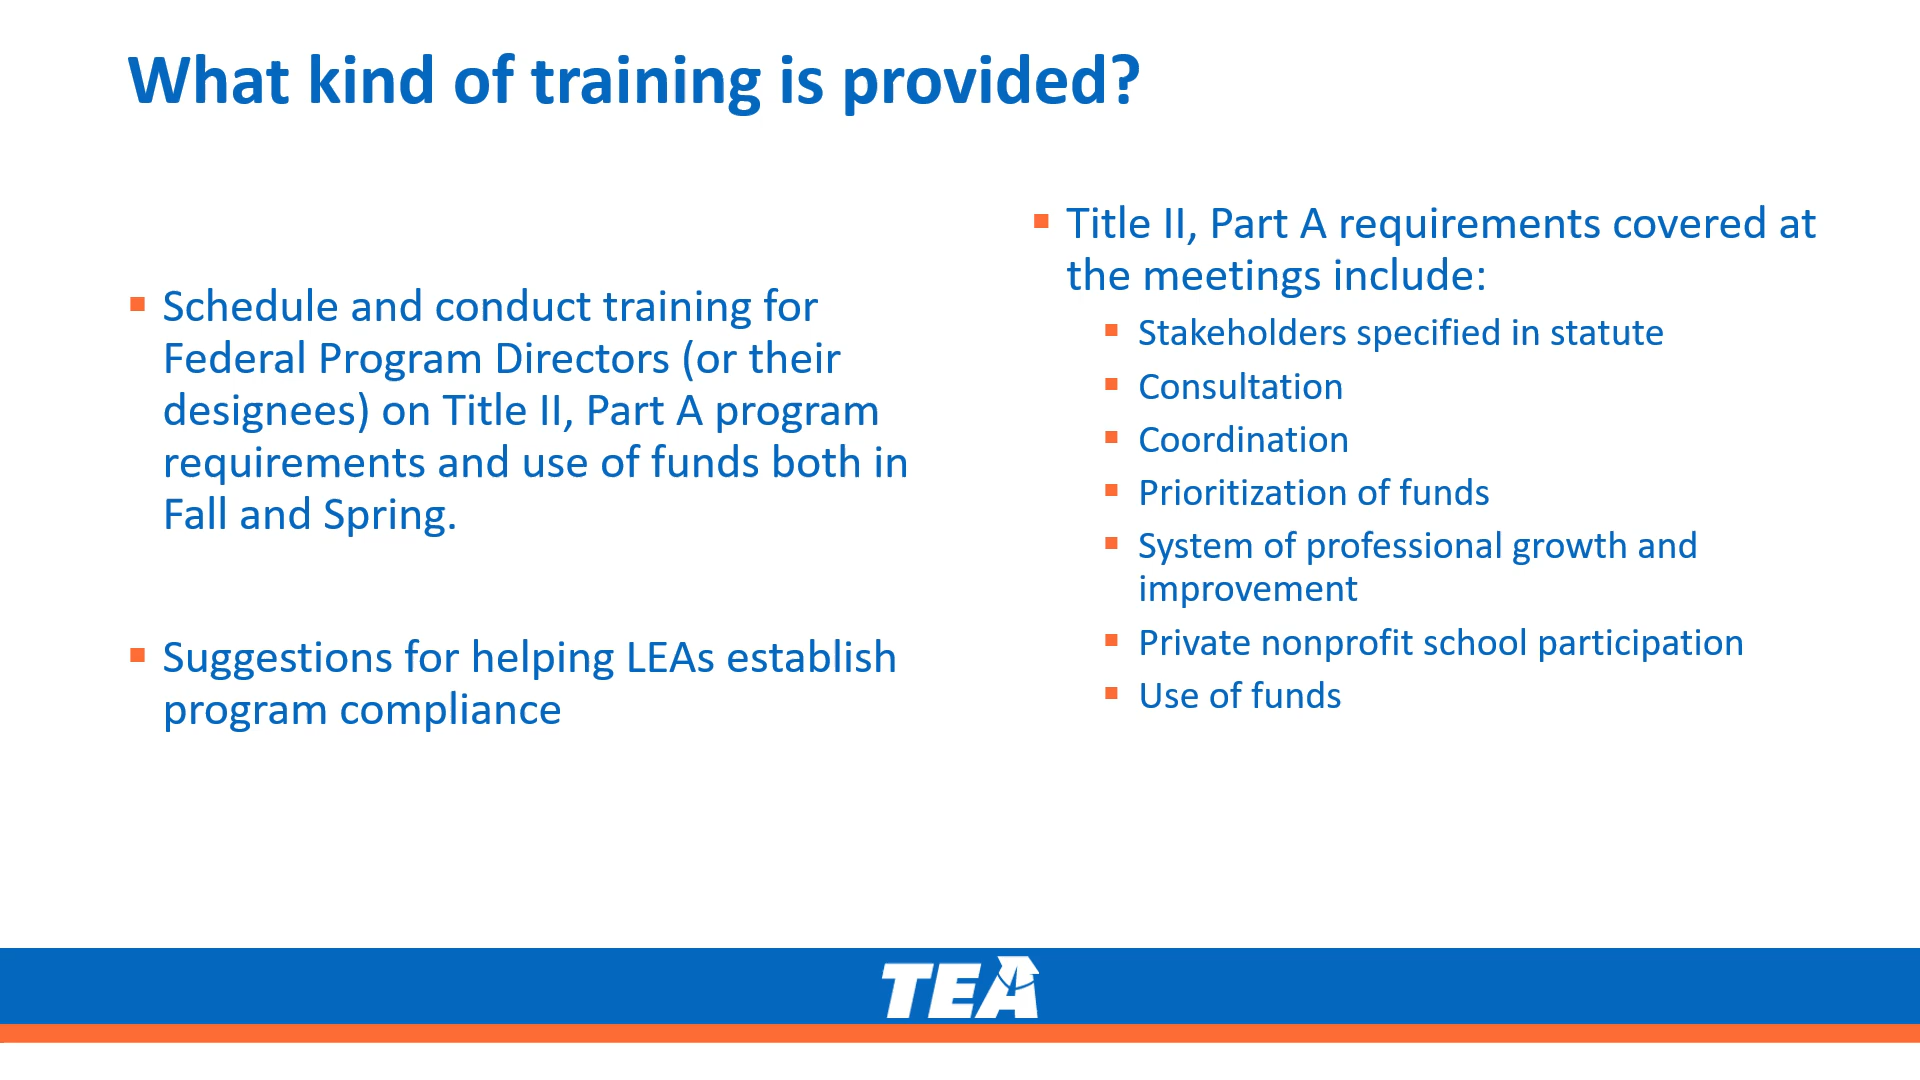 What kind of training is provided?
Schedule and conduct training for
Federal Program Directors (or their
designees) on Title II, Part A program
requirements and use of funds both in
Fall and Spring.
Suggestions for helping LEAs establish
program compliance
Title II, Part A requirements covered at
the meetings include:
Stakeholders specified in statute
Consultation
Coordination
Prioritization of funds
System of professional growth and
improvement
Private nonprofit school participation
Use of funds
TEA